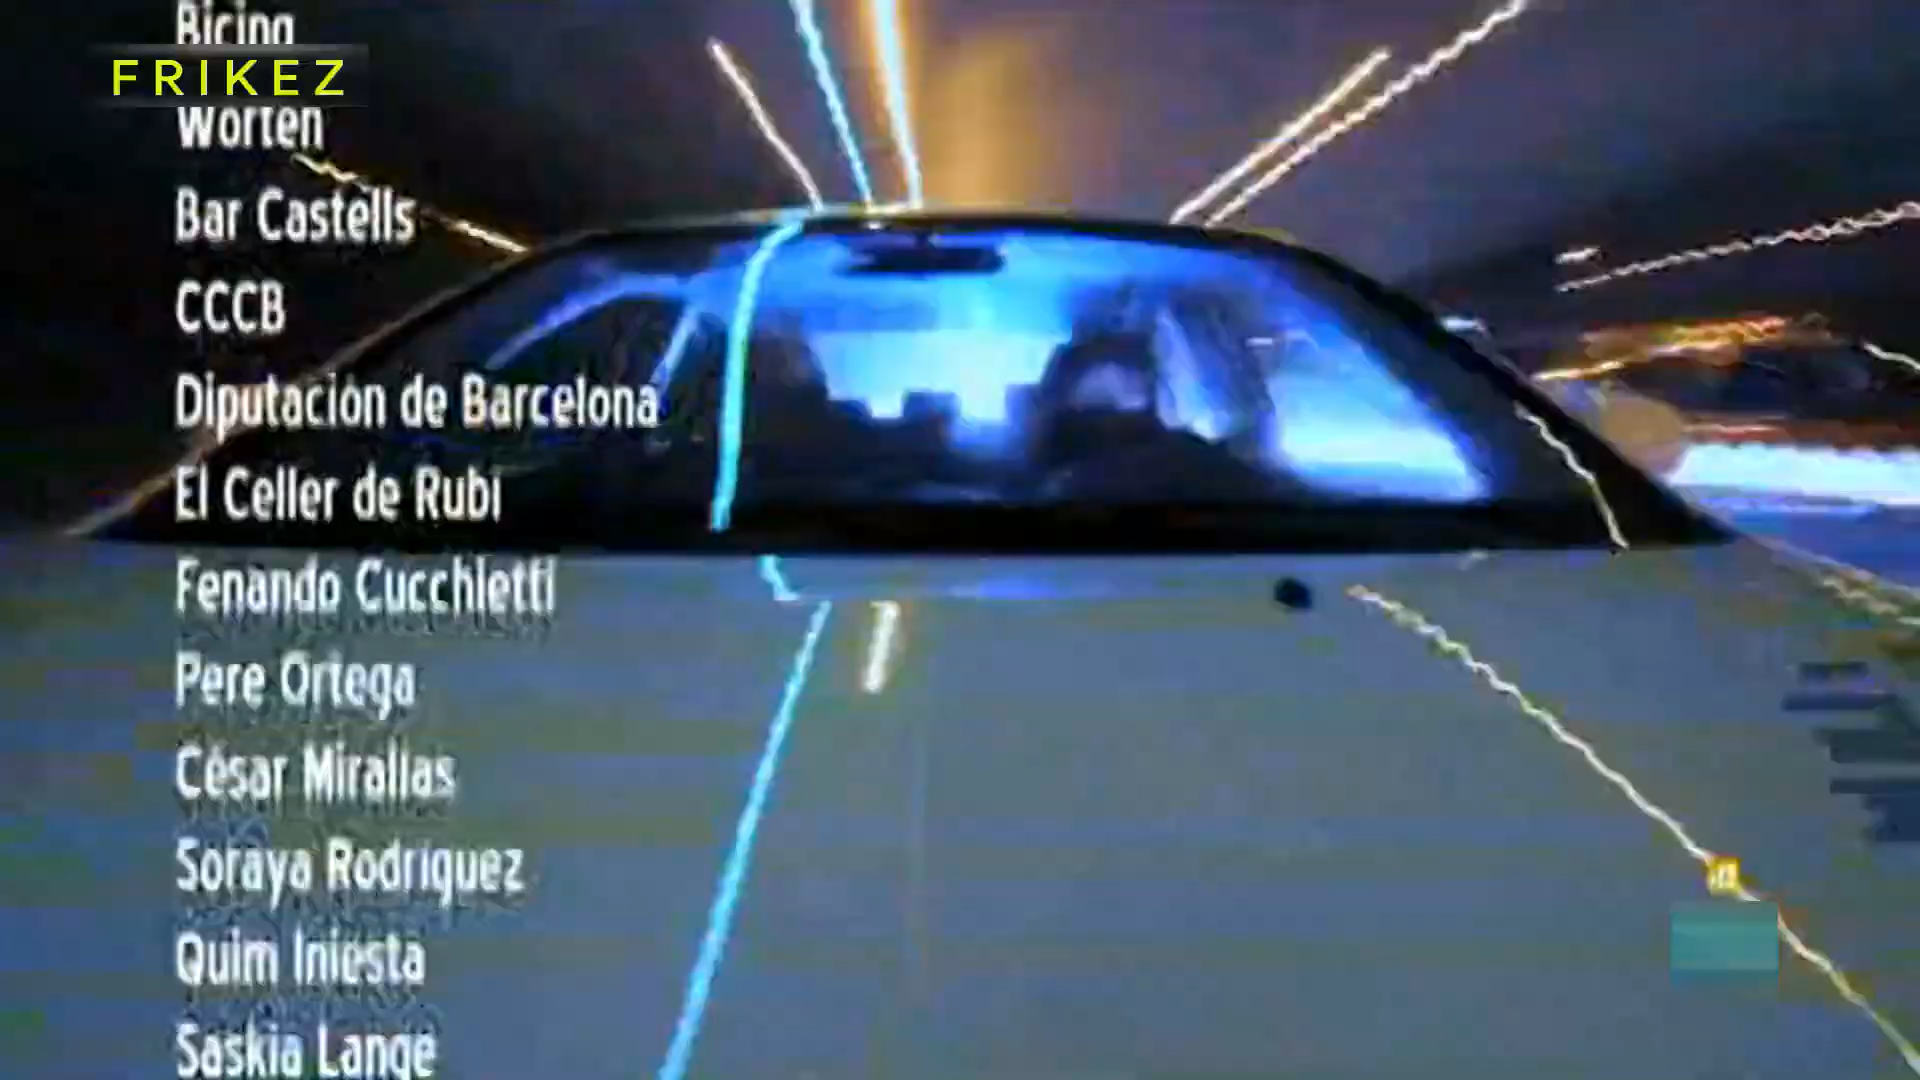 Bicing
FRIKEZ
Worten
Bar Castells
CCCB
Diputación de Barcelona
El Celler de Rubí
Fenando Cucchietti
Pere Ortega
César Mirallas
Soraya Rodríguez
Quim Iniesta
Saskia Lange